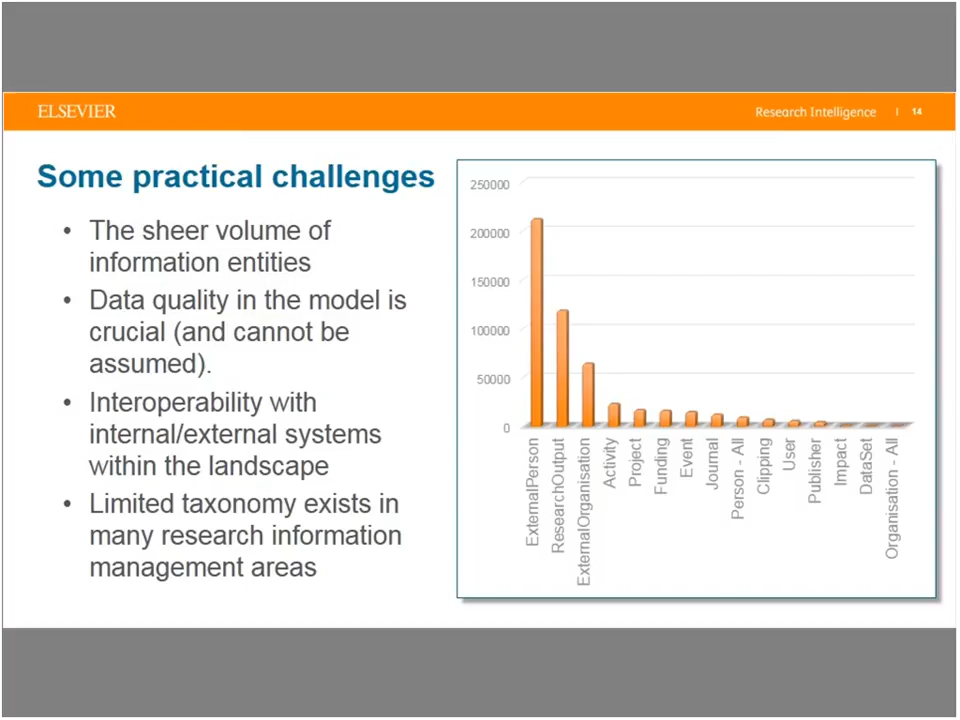 ELSEVIER
Research Intelligence | 14
Some practical challenges
• The sheer volume of
information entities
• Data quality in the model is
crucial (and cannot be
assumed).
• Interoperability with
internal/external systems
within the landscape
• Limited taxonomy exists in
many research information
management areas
250000
200000
150000
100000
50000
0
ExternalPerson
ResearchOutput
ExternalOrganisation
Activity
Project
Funding
Event
Journal
Person - All
Clipping
User
Publisher
Impact
DataSet
Organisation - All